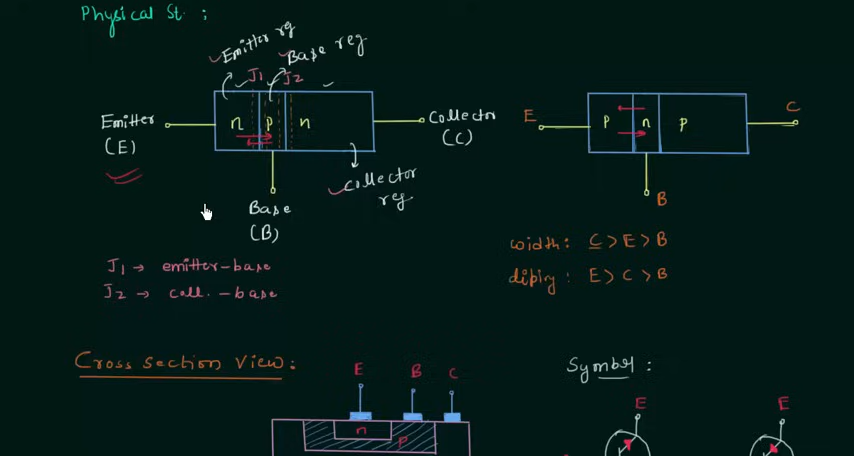 Physical St. :
Emitter reg
Base reg
J1 J2
Emitter
(E)
n p n
Collector
(C)
Base
(B)
Collector
reg.
E
p n p
C
B
width: C > E > B
diping: E > C > B
J1 → emitter-base
J2 → coll. - base
Cross section View:
E B C
n
p
Symbol:
E
E